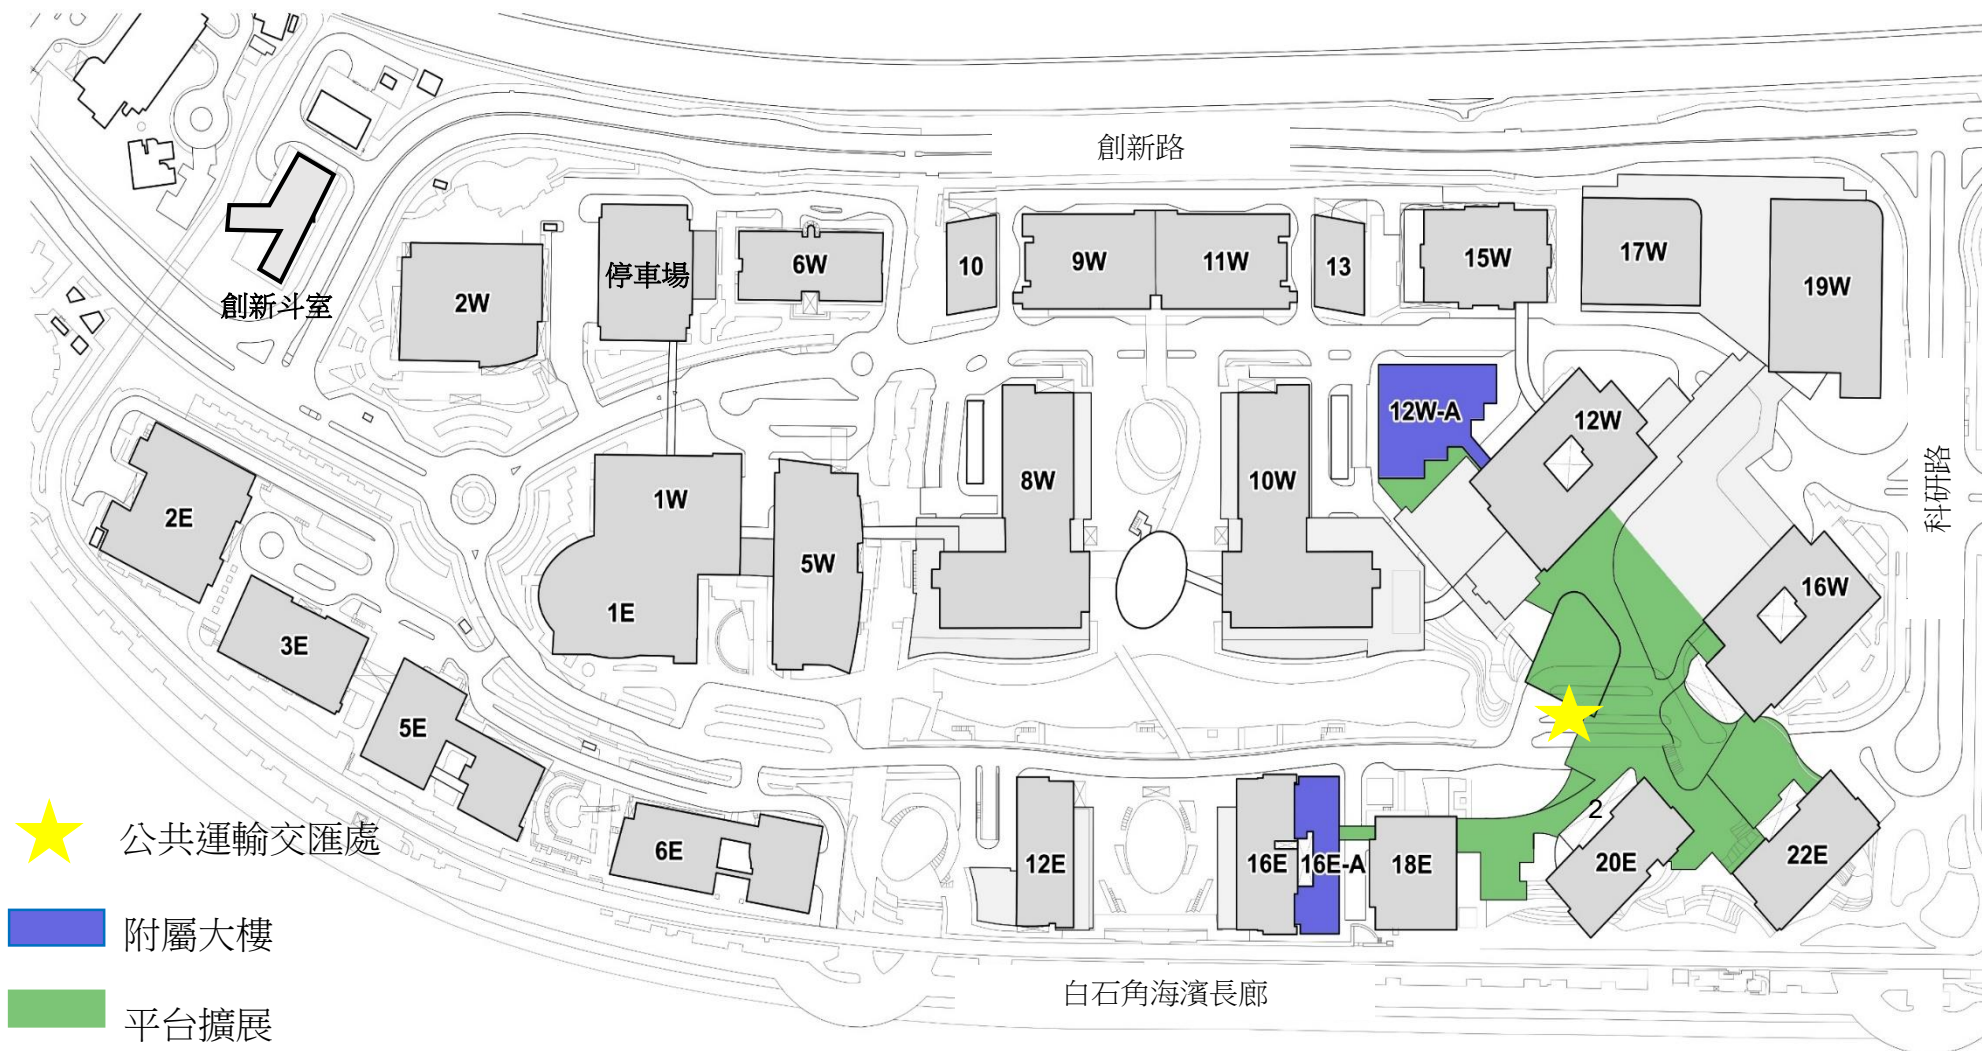 創新路
創新斗室
2W
停車場
6W
10
9W
11W
13
15W
17W
19W
12W-A
12W
科研路
2E
1W
8W
10W
5W
16W
1E
3E
5E
6E
12E
16E
16E-A
18E
2
20E
22E
公共運輸交匯處
附屬大樓
平台擴展
白石角海濱長廊